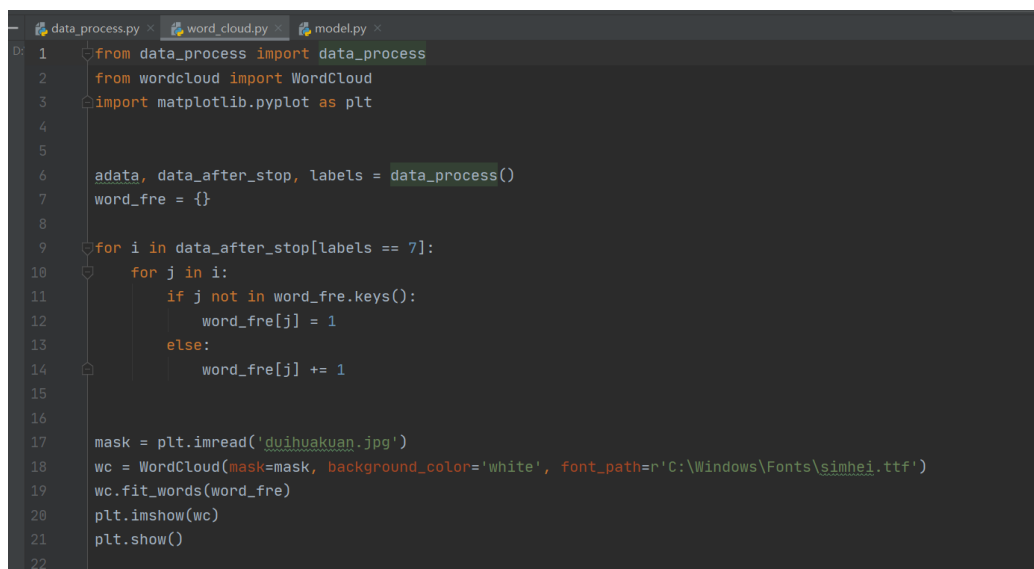 data_process.py × word_cloud.py × model.py ×
D:
1 from data_process import data_process
2 from wordcloud import WordCloud
3 import matplotlib.pyplot as plt
4
5
6 adata, data_after_stop, labels = data_process()
7 word_fre = {}
8
9 for i in data_after_stop[labels == 7]:
10 for j in i:
11 if j not in word_fre.keys():
12 word_fre[j] = 1
13 else:
14 word_fre[j] += 1
15
16
17 mask = plt.imread('duihuakuan.jpg')
18 wc = WordCloud(mask=mask, background_color='white', font_path=r'C:\Windows\Fonts\simhei.ttf')
19 wc.fit_words(word_fre)
20 plt.imshow(wc)
21 plt.show()
22